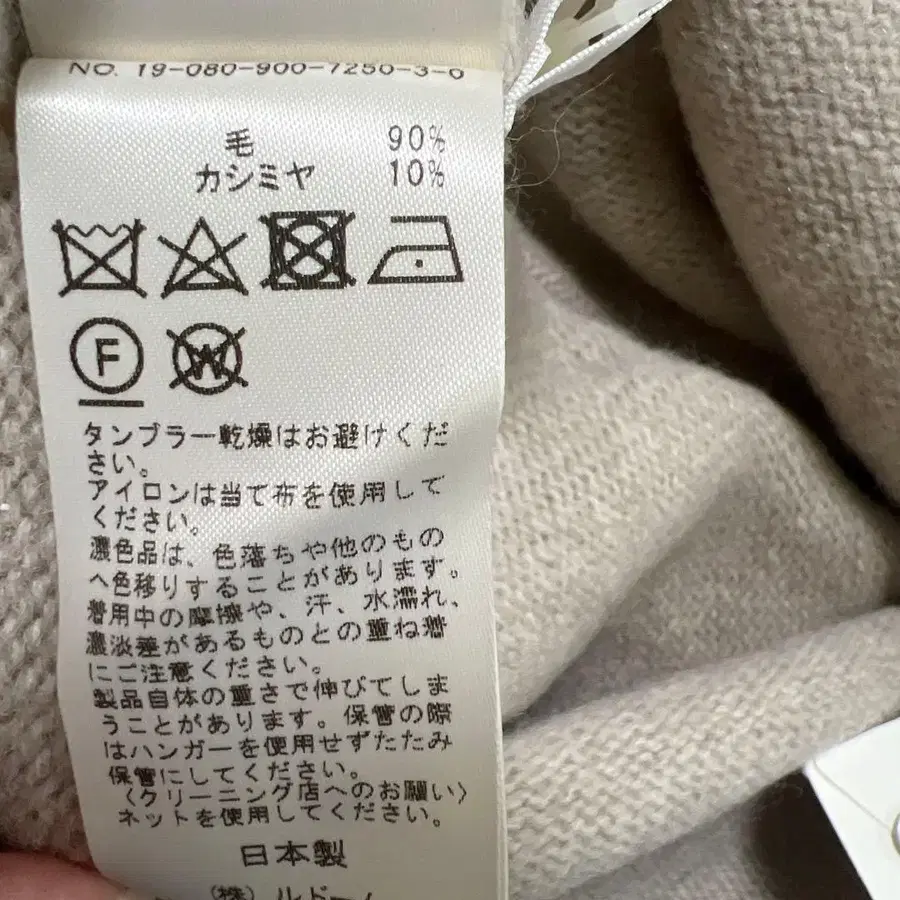 NO. 19-080-900-7250-3-0
毛 90%
カシミヤ 10%
F W
タンブラー乾燥はお避けくだ
さい。
アイロンは当て布を使用して
ください。
濃色品は、色落ちや他のもの
へ色移りすることがあります。
着用中の摩擦や、汗、水濡れ、
濃淡差があるものとの重ね着
にご注意ください。
製品自体の重さで伸びてしま
うことがあります。保管の際
はハンガーを使用せずたたみ
保管にしてください。
〈クリーニング店へのお願い〉
ネットを使用してください。
日本製
(株)ルドーム